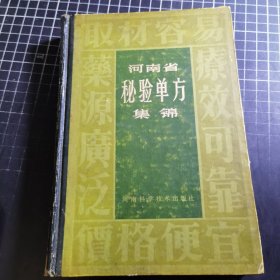 取材容易
療效可靠
藥源廣泛
價格便宜
河南省
秘验单方
集锦
河南科学技术出版社